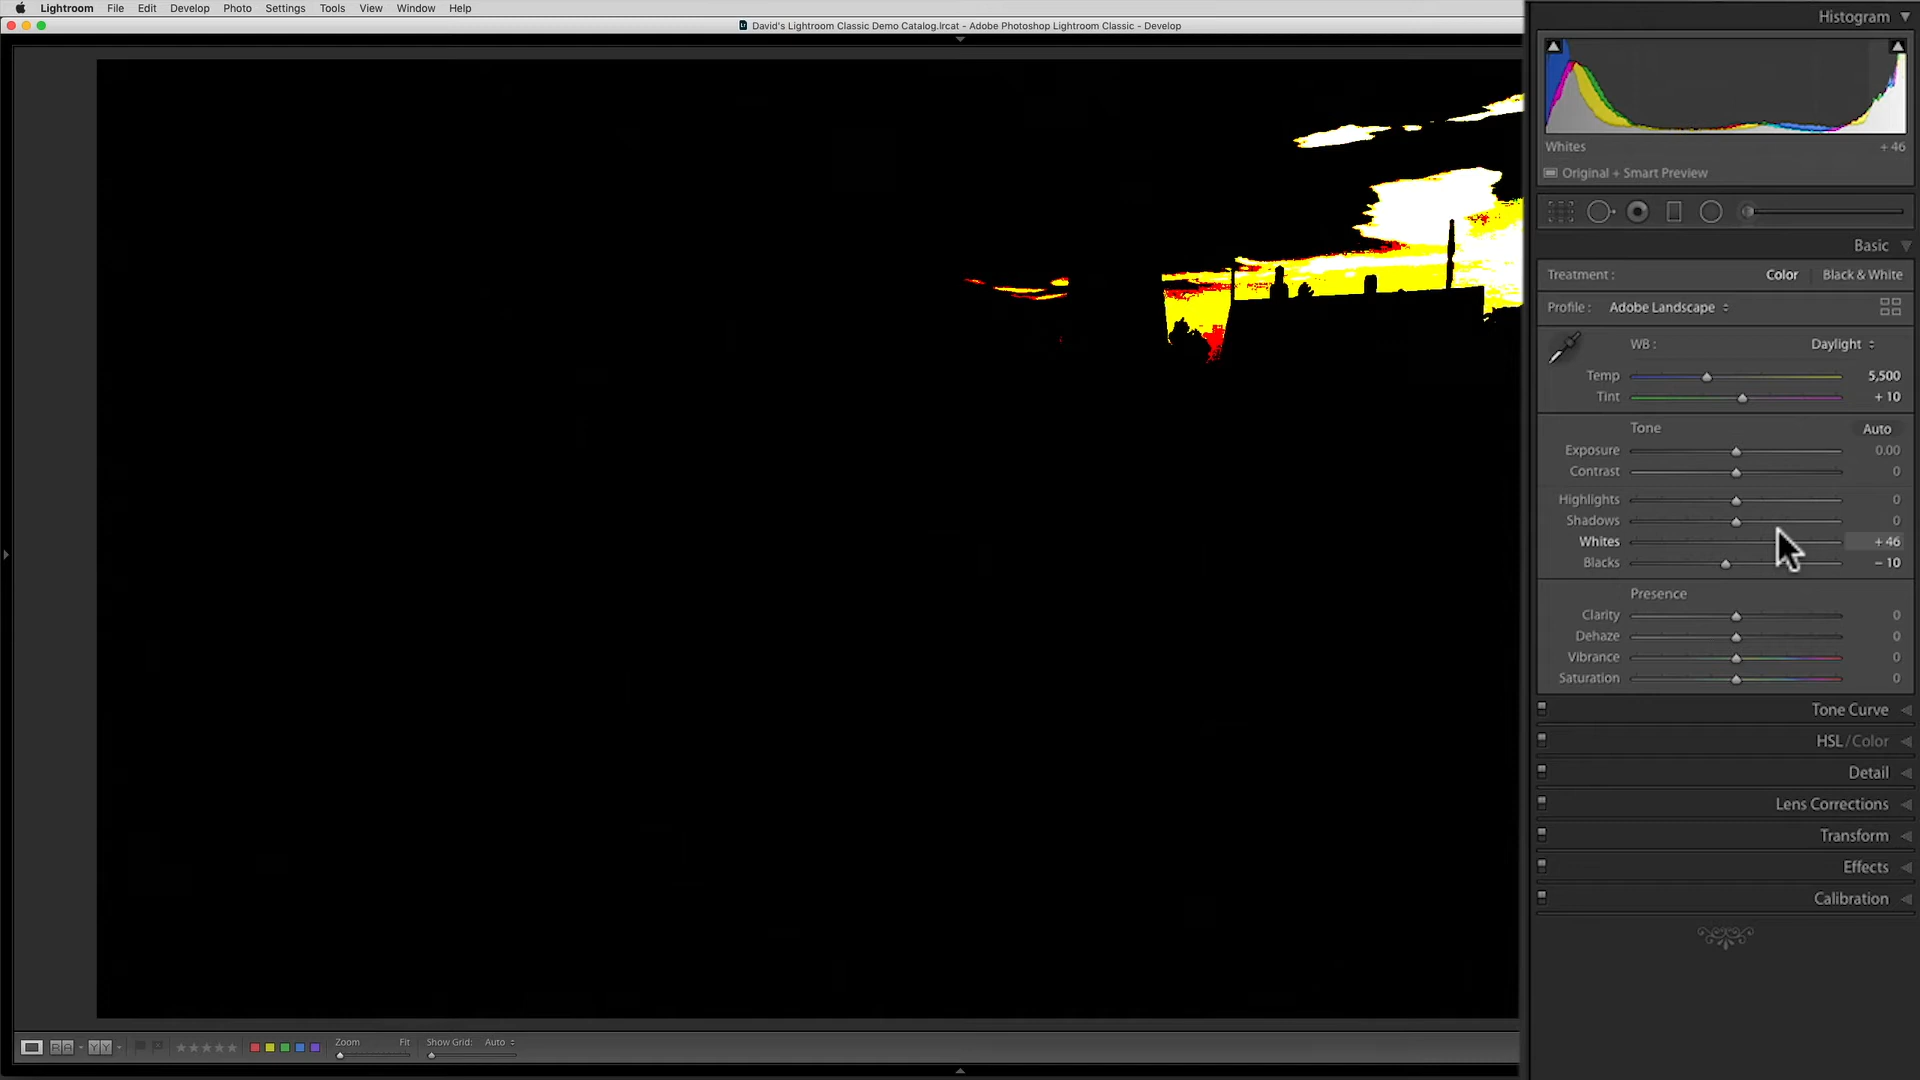 Lightroom File Edit Develop Photo Settings Tools View Window Help
David's Lightroom Classic Demo Catalog.lrcat - Adobe Photoshop Lightroom Classic - Develop
Histogram
Whites + 46
Original + Smart Preview
Basic
Treatment : Color Black & White
Profile : Adobe Landscape
WB : Daylight
Temp 5,500
Tint + 10
Tone Auto
Exposure 0.00
Contrast 0
Highlights 0
Shadows 0
Whites + 46
Blacks – 10
Presence
Clarity 0
Dehaze 0
Vibrance 0
Saturation 0
Tone Curve
HSL / Color
Detail
Lens Corrections
Transform
Effects
Calibration
Zoom Fit Show Grid: Auto